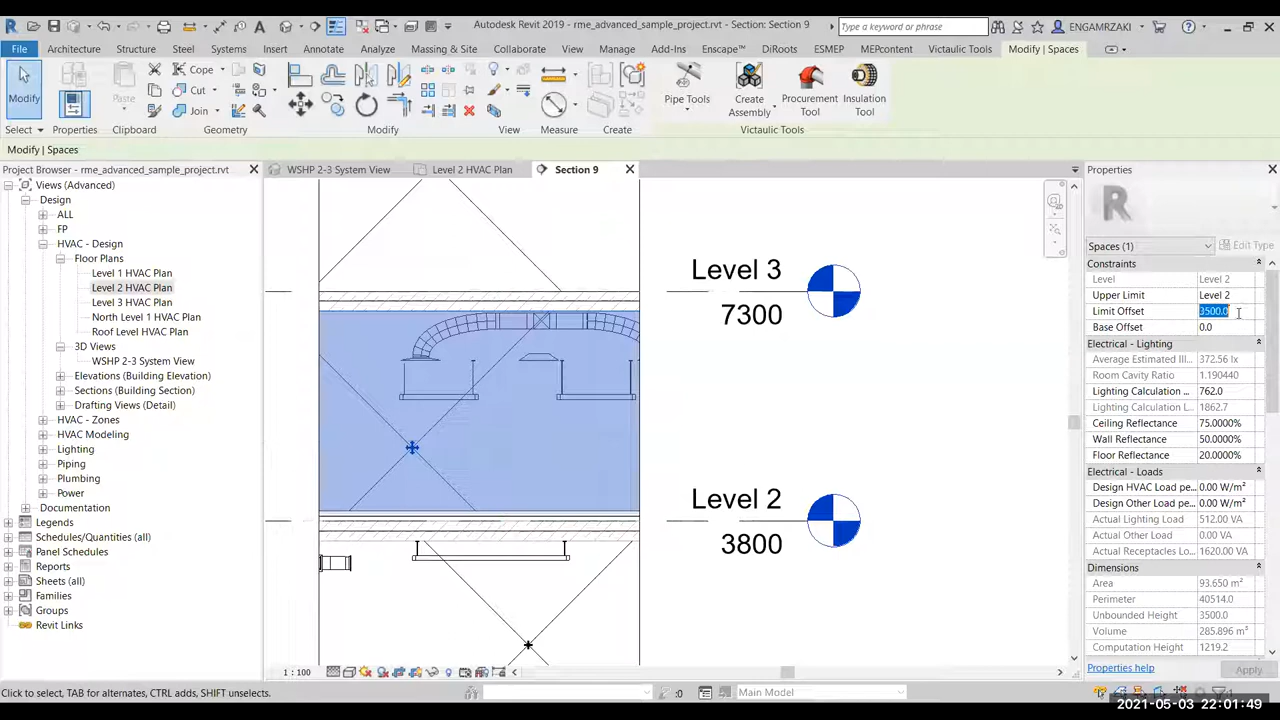 Autodesk Revit 2019 - rme_advanced_sample_project.rvt - Section: Section 9
Type a keyword or phrase
ENGAMRZAKI
File Architecture Structure Steel Systems Insert Annotate Analyze Massing & Site Collaborate View Manage Add-Ins DiRoots ESMEP MEPcontent Victaulic Tools Modify | Spaces
Modify Paste Cope Cut Join Pipe Tools Create Assembly Procurement Tool Insulation Tool
Select Properties Clipboard Geometry Modify View Measure Create Victaulic Tools
Modify | Spaces
Project Browser - rme_advanced_sample_project.rvt
WSHP 2-3 System View Level 2 HVAC Plan Section 9
Properties
Views (Advanced)
Design
ALL
FP
HVAC - Design
Floor Plans
Level 1 HVAC Plan
Level 2 HVAC Plan
Level 3 HVAC Plan
North Level 1 HVAC Plan
Roof Level HVAC Plan
3D Views
WSHP 2-3 System View
Elevations (Building Elevation)
Sections (Building Section)
Drafting Views (Detail)
HVAC - Zones
HVAC Modeling
Lighting
Piping
Plumbing
Power
Documentation
Legends
Schedules/Quantities (all)
Panel Schedules
Reports
Sheets (all)
Families
Groups
Revit Links
Level 3
7300
Level 2
3800
R
Spaces (1) Edit Type
Constraints
Level Level 2
Upper Limit Level 2
Limit Offset 3500.0
Base Offset 0.0
Electrical - Lighting
Average Estimated Ill... 372.56 lx
Room Cavity Ratio 1.190440
Lighting Calculation 762.0
Lighting Calculation L... 1862.7
Ceiling Reflectance 75.0000%
Wall Reflectance 50.0000%
Floor Reflectance 20.0000%
Electrical - Loads
Design HVAC Load pe... 0.00 W/m²
Design Other Load pe... 0.00 W/m²
Actual Lighting Load 512.00 VA
Actual Other Load 0.00 VA
Actual Receptacles Lo... 1620.00 VA
Dimensions
Area 93.650 m²
Perimeter 40514.0
Unbounded Height 3500.0
Volume 285.896 m³
Computation Height 1219.2
Properties help Apply
1 : 100
Click to select, TAB for alternates, CTRL adds, SHIFT unselects.
:0 Main Model
2021-05-03 22:01:49